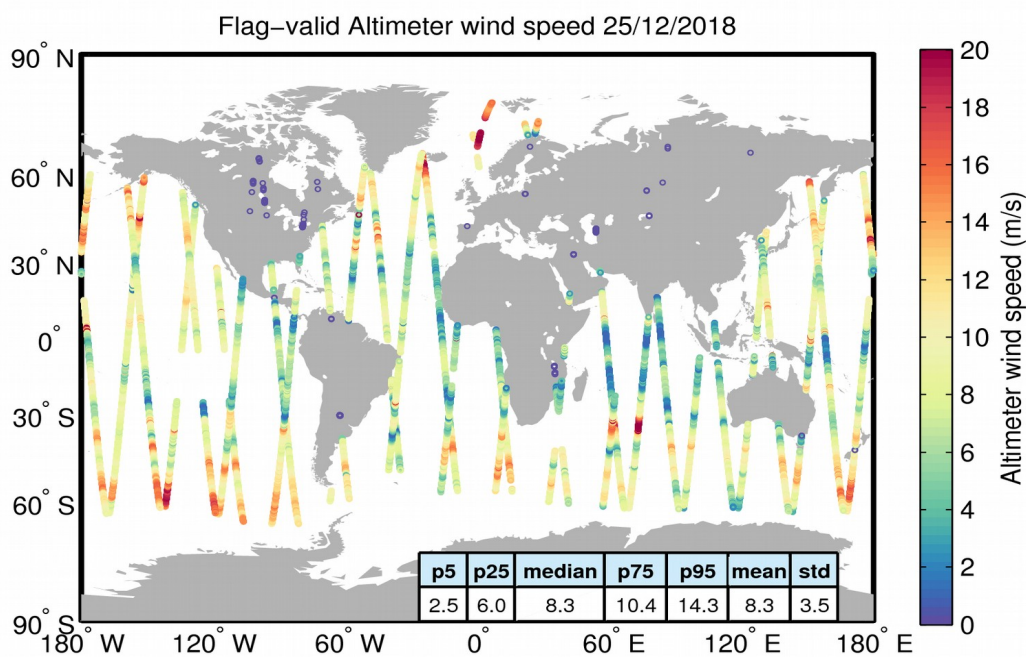 Flag−valid Altimeter wind speed 25/12/2018
90° N
60° N
30° N
0°
30° S
60° S
90° S
180° W
120° W
60° W
0°
60° E
120° E
180° E
20
18
16
14
12
10
8
6
4
2
0
Altimeter wind speed (m/s)
p5 p25 median p75 p95 mean std
2.5 6.0 8.3 10.4 14.3 8.3 3.5